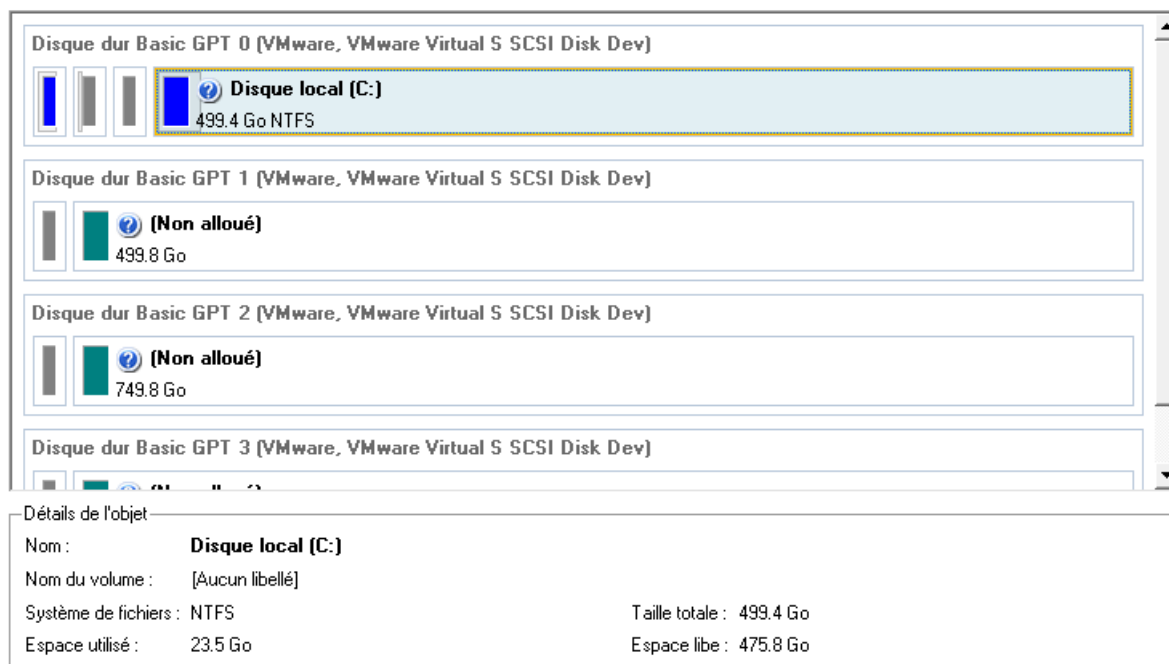 Disque dur Basic GPT 0 (VMware, VMware Virtual S SCSI Disk Dev)
Disque local (C:)
499.4 Go NTFS
Disque dur Basic GPT 1 (VMware, VMware Virtual S SCSI Disk Dev)
(Non alloué)
499.8 Go
Disque dur Basic GPT 2 (VMware, VMware Virtual S SCSI Disk Dev)
(Non alloué)
749.8 Go
Disque dur Basic GPT 3 (VMware, VMware Virtual S SCSI Disk Dev)
Détails de l'objet
Nom : Disque local (C:)
Nom du volume : [Aucun libellé]
Système de fichiers : NTFS Taille totale : 499.4 Go
Espace utilisé : 23.5 Go Espace libe : 475.8 Go